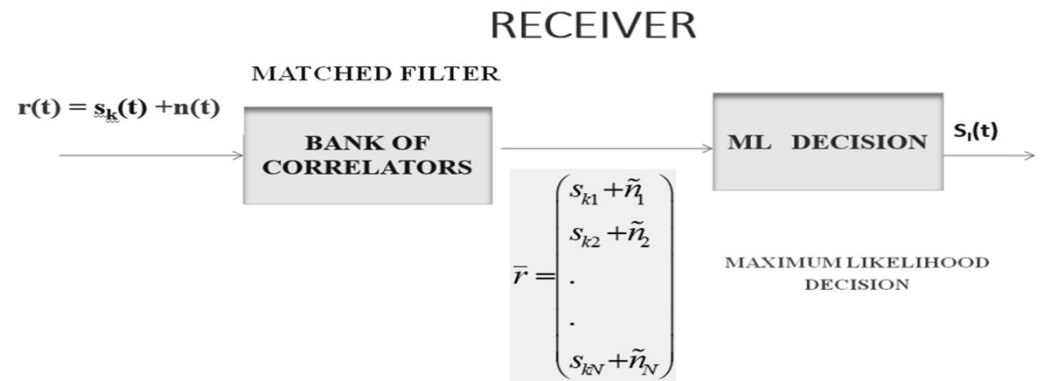 RECEIVER
MATCHED FILTER
r(t) = sk(t) +n(t)
BANK OF
CORRELATORS
ML DECISION
Sl(t)
r̄ = 
sk1 + ñ1
sk2 + ñ2
.
.
skN + ñN
MAXIMUM LIKELIHOOD
DECISION